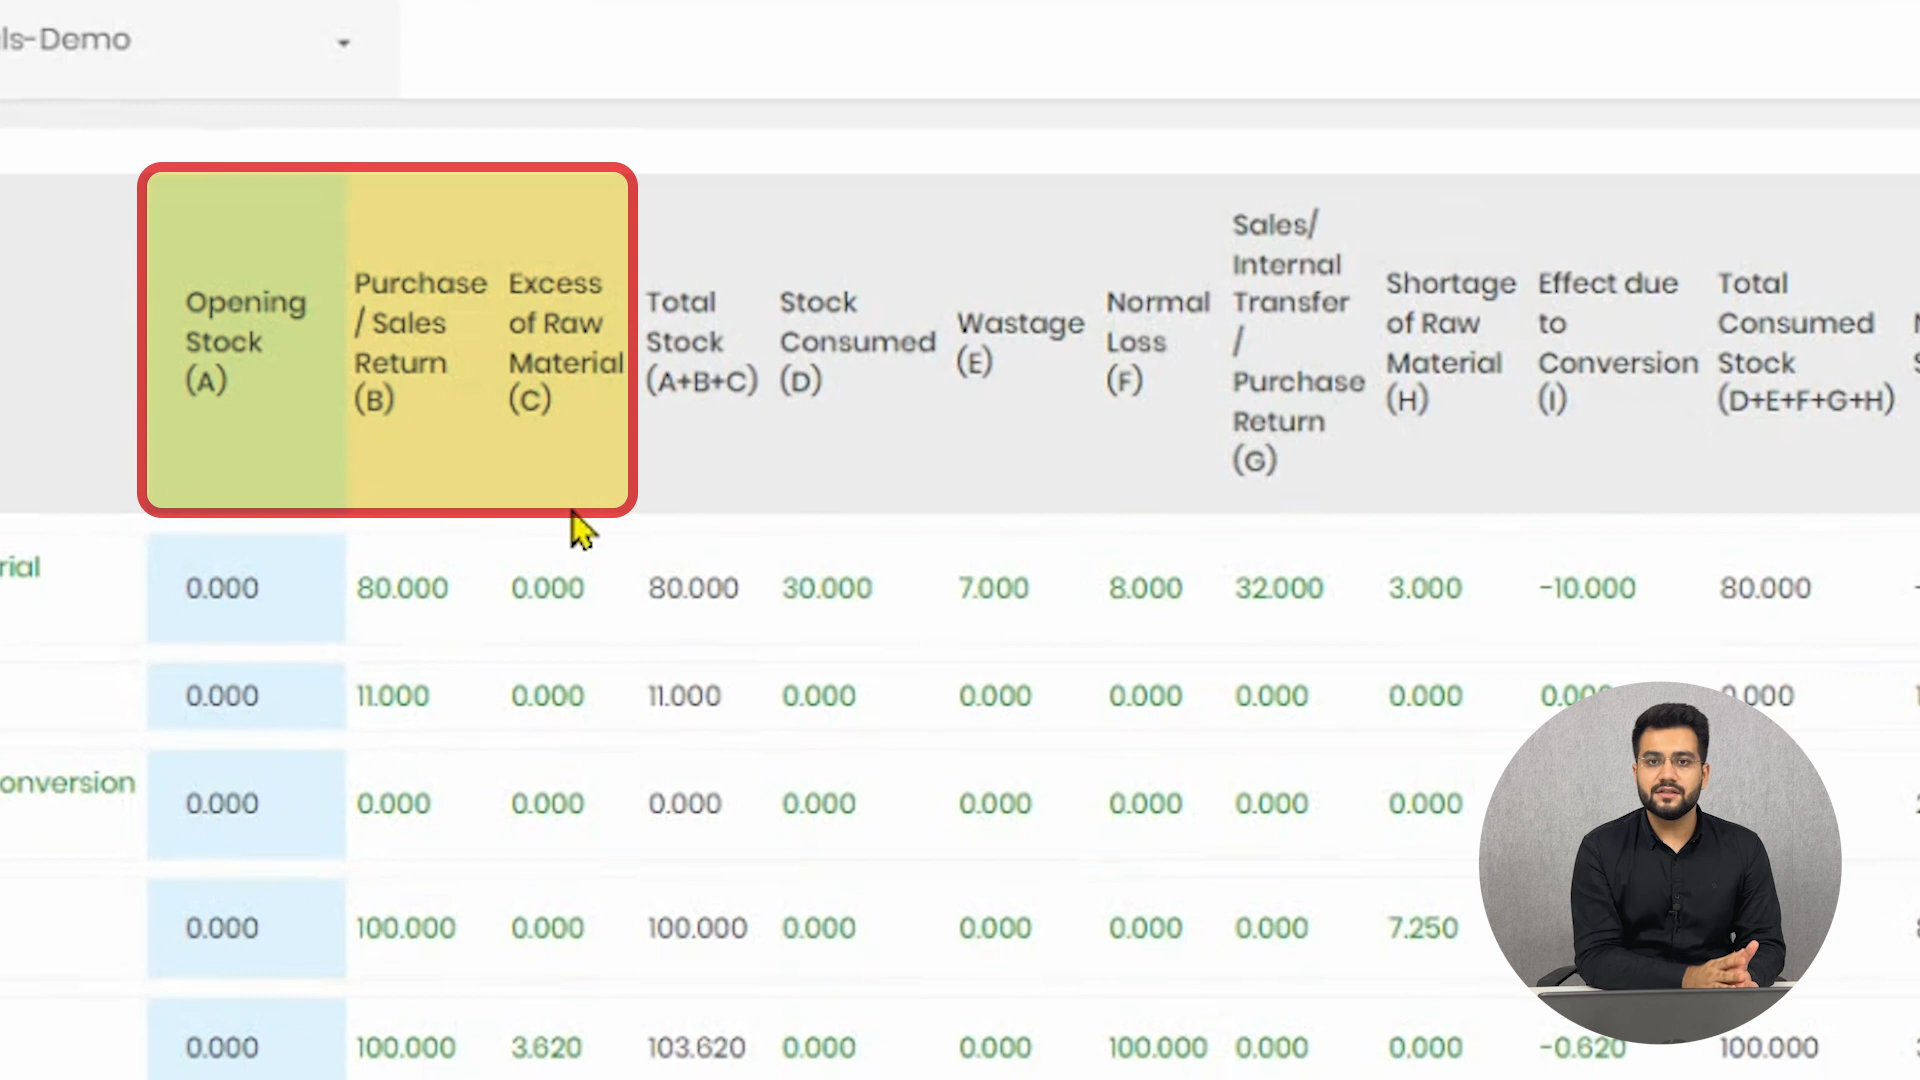 ls-Demo
Opening
Stock
(A)
Purchase
/ Sales
Return
(B)
Excess
of Raw
Material
(C)
Total
Stock
(A+B+C)
Stock
Consumed
(D)
Wastage
(E)
Normal
Loss
(F)
Sales/
Internal
Transfer
/
Purchase
Return
(G)
Shortage
of Raw
Material
(H)
Effect due
to
Conversion
(I)
Total
Consumed
Stock
(D+E+F+G+H)
rial 0.000 80.000 0.000 80.000 30.000 7.000 8.000 32.000 3.000 -10.000 80.000
0.000 11.000 0.000 11.000 0.000 0.000 0.000 0.000 0.000 0.000 0.000
onversion 0.000 0.000 0.000 0.000 0.000 0.000 0.000 0.000 0.000
0.000 100.000 0.000 100.000 0.000 0.000 0.000 0.000 7.250
0.000 100.000 3.620 103.620 0.000 0.000 100.000 0.000 0.000 -0.620 100.000